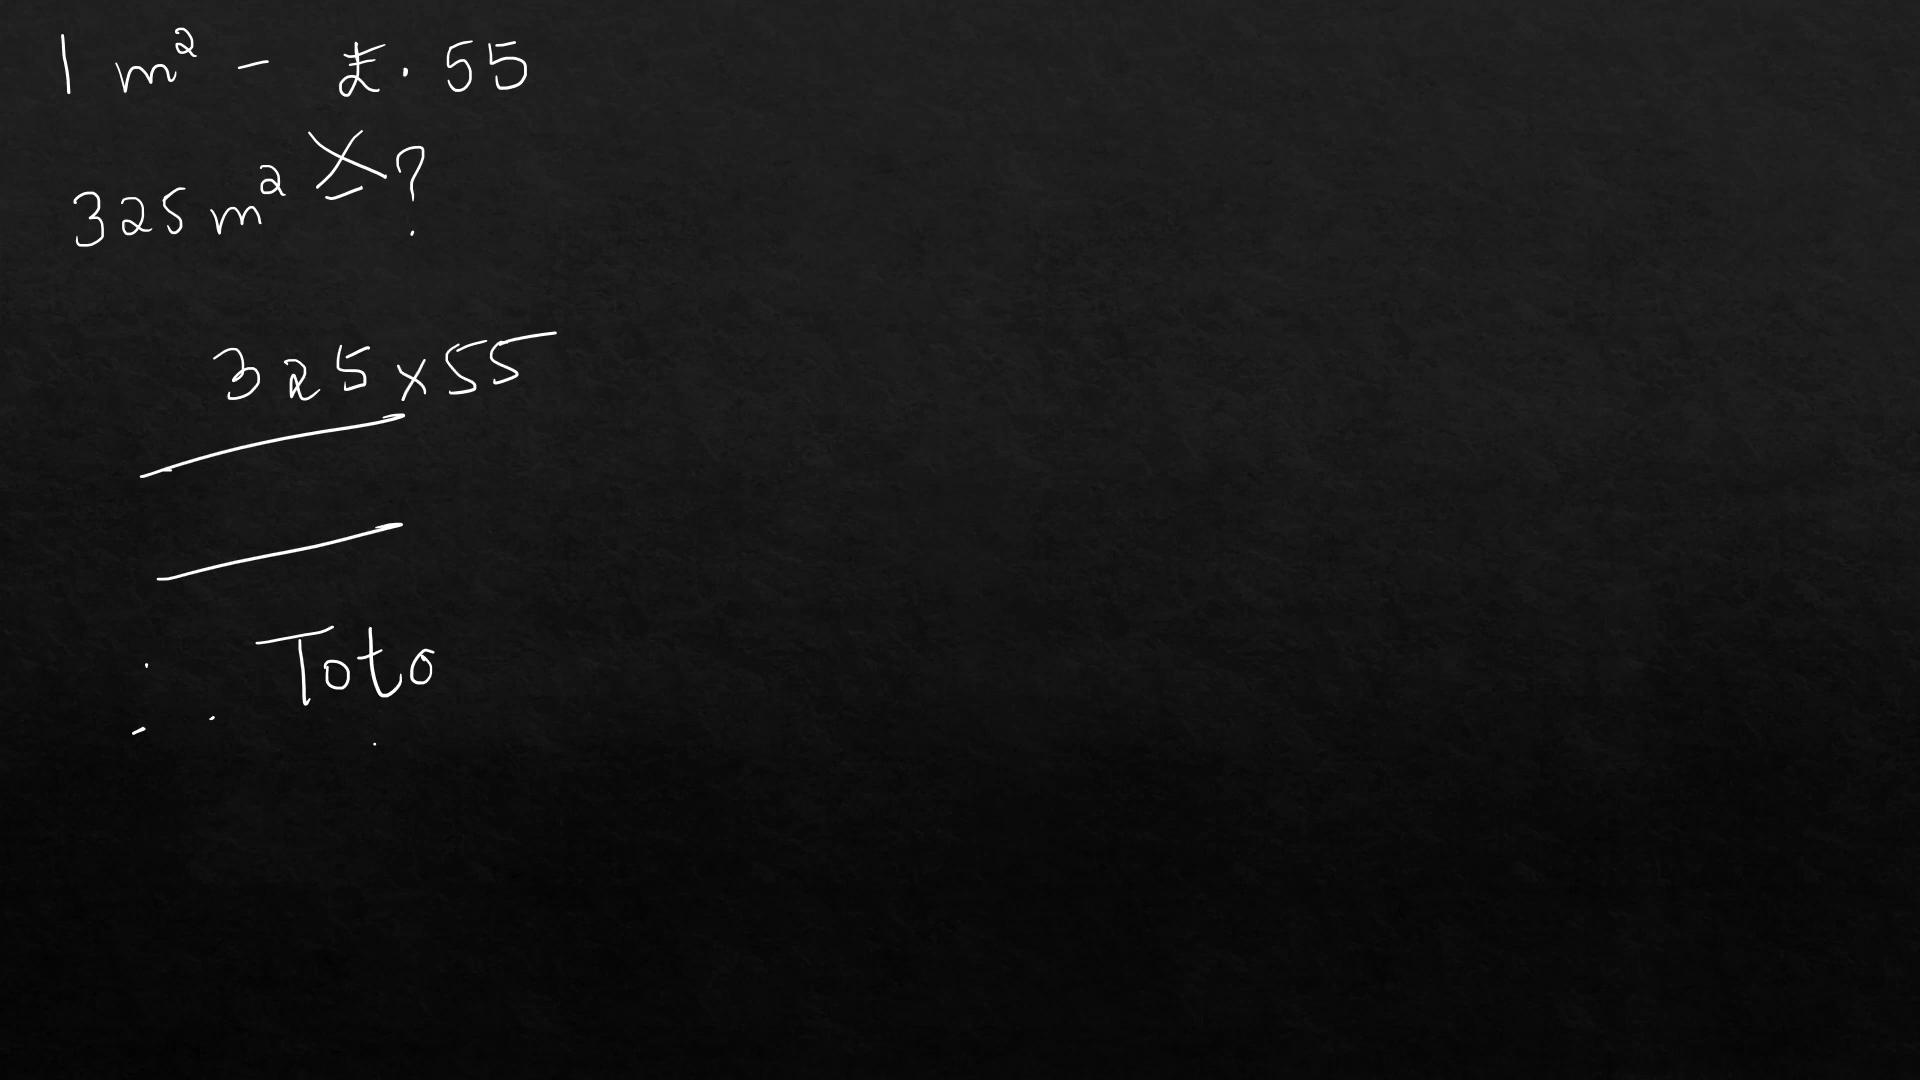 1 m² - ₹. 55
325 m² - ?
325 x 55
∴ Toto